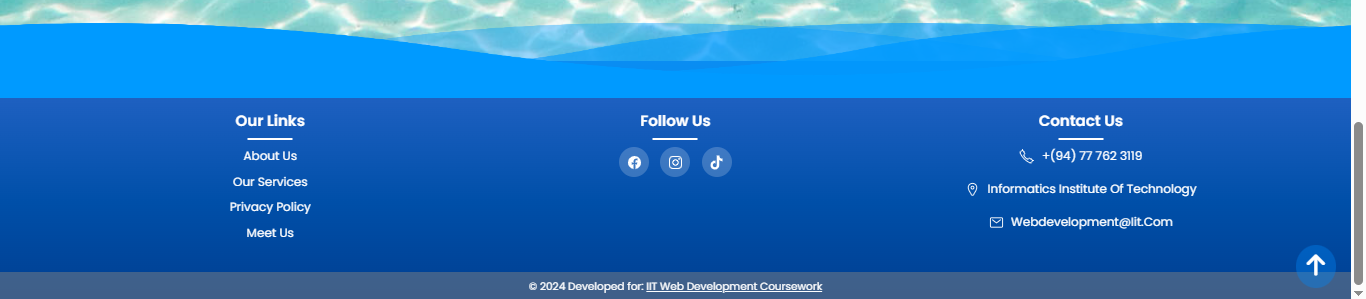 Our Links
About Us
Our Services
Privacy Policy
Meet Us
Follow Us
Contact Us
+(94) 77 762 3119
Informatics Institute Of Technology
Webdevelopment@Iit.Com
© 2024 Developed for: IIT Web Development Coursework